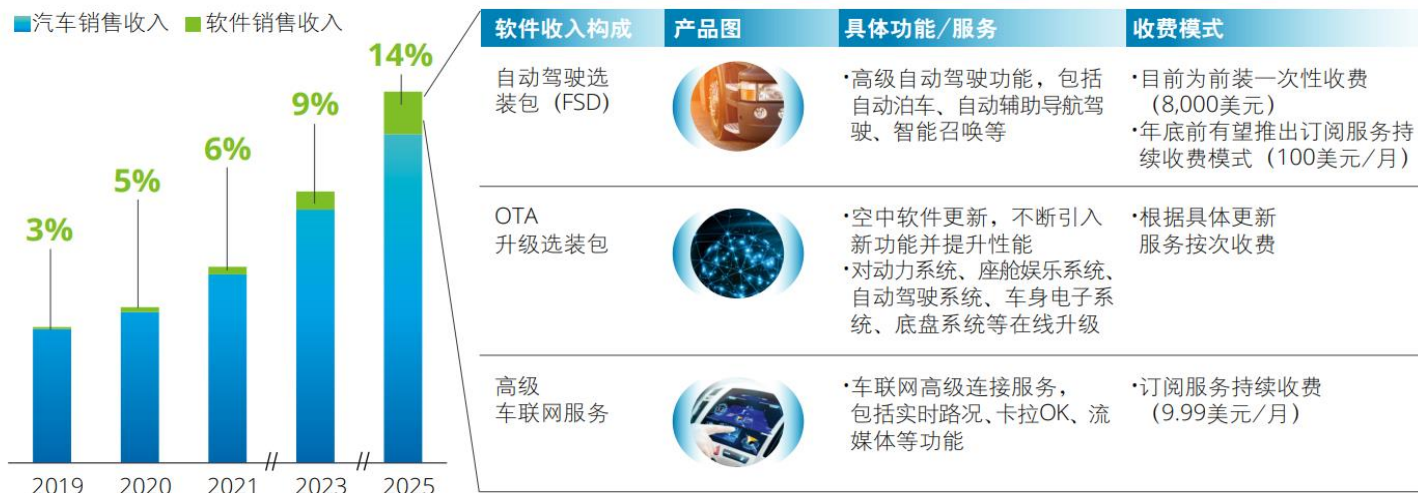 汽车销售收入 软件销售收入
3%
5%
6%
9%
14%
2019 2020 2021 2023 2025
软件收入构成 产品图 具体功能/服务 收费模式
自动驾驶选
装包（FSD）
·高级自动驾驶功能，包括
自动泊车、自动辅助导航驾
驶、智能召唤等
·目前为前装一次性收费
（8,000美元）
·年底前有望推出订阅服务持
续收费模式（100美元/月）
OTA
升级选装包
·空中软件更新，不断引入
新功能并提升性能
·对动力系统、座舱娱乐系统、
自动驾驶系统、车身电子系
统、底盘系统等在线升级
·根据具体更新
服务按次收费
高级
车联网服务
·车联网高级连接服务，
包括实时路况、卡拉OK、流
媒体等功能
·订阅服务持续收费
（9.99美元/月）